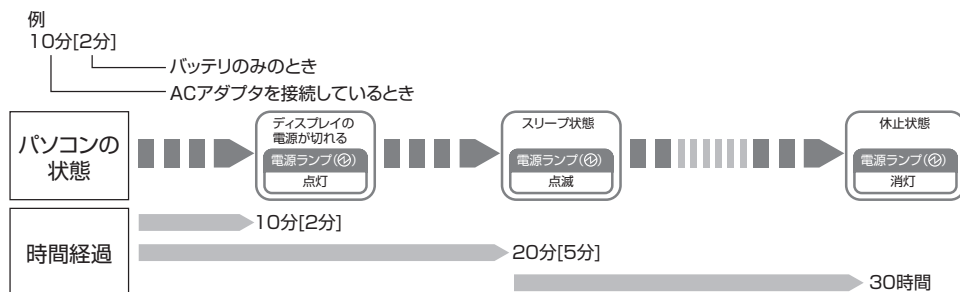 例
10分[2分]
バッテリのみのとき
ACアダプタを接続しているとき
パソコンの
状態
ディスプレイの
電源が切れる
電源ランプ()
点灯
スリープ状態
電源ランプ()
点滅
休止状態
電源ランプ()
消灯
時間経過
10分[2分]
20分[5分]
30時間